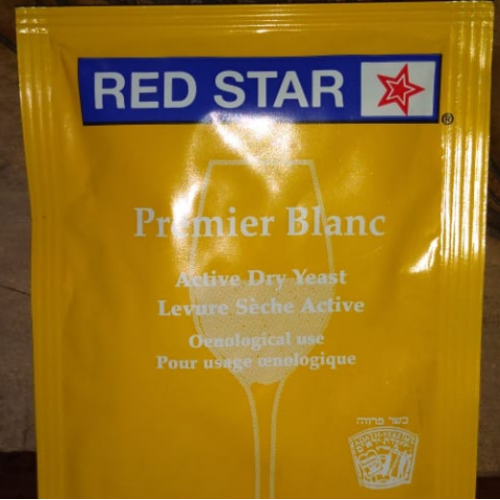 RED STAR
®
Premier Blanc
Active Dry Yeast
Levure Sèche Active
Oenological use
Pour usage œnologique
כשר פרווה